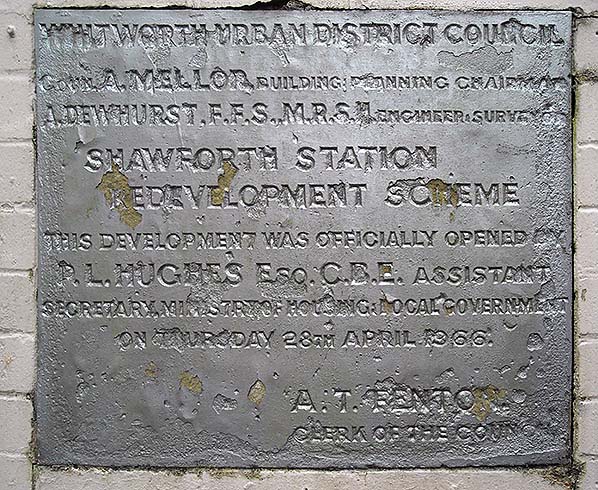 WHITWORTH URBAN DISTRICT COUNCIL
COUN. A. MELLOR, BUILDING & PLANNING CHAIRMAN
A. DEWHURST, F.F.S., M.R.S.H. ENGINEER & SURVEYOR
SHAWFORTH STATION
REDEVELOPMENT SCHEME
THIS DEVELOPMENT WAS OFFICIALLY OPENED BY
P. L. HUGHES ESQ. C.B.E. ASSISTANT
SECRETARY, MINISTRY OF HOUSING & LOCAL GOVERNMENT
ON THURSDAY 28TH APRIL 1966.
A. T. FENTON
CLERK OF THE COUNCIL